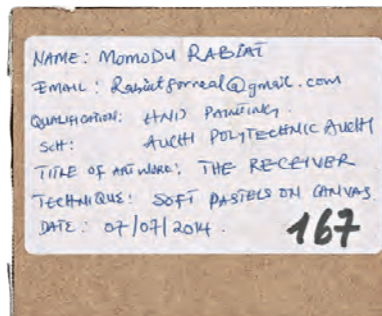 NAME: MOMODU RABIAT
EMAIL: Rabiatforreal@gmail.com
QUALIFICATION: HND PAINTING.
SCH: AUCHI POLYTECHNIC AUCHI
TITLE OF ARTWORK: THE RECEIVER
TECHNIQUE: SOFT PASTELS ON CANVAS
DATE: 07/07/2014.
167